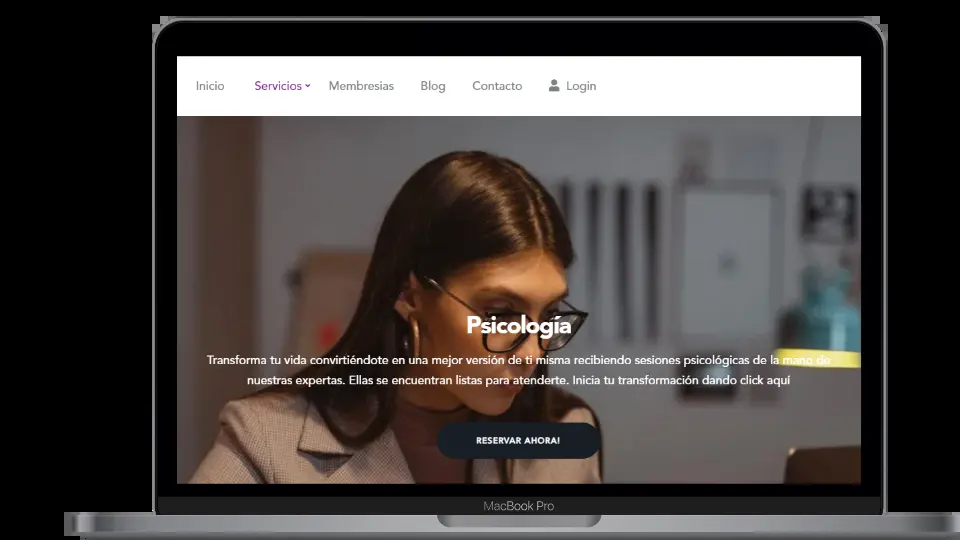 Inicio Servicios Membresias Blog Contacto Login
Psicología
Transforma tu vida convirtiéndote en una mejor versión de ti misma recibiendo sesiones psicológicas de la mano de
nuestras expertas. Ellas se encuentran listas para atenderte. Inicia tu transformación dando click aquí
RESERVAR AHORA!
MacBook Pro